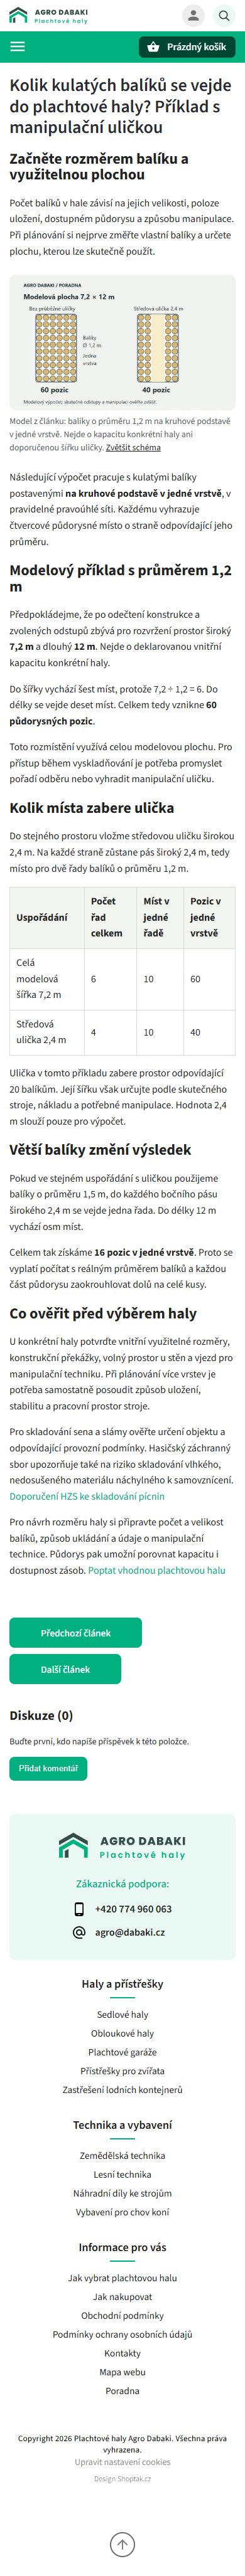 AGRO DABAKI
Plachtové haly
Prázdný košík
Kolik kulatých balíků se vejde
do plachtové haly? Příklad s
manipulační uličkou
Začněte rozměrem balíku a
využitelnou plochou
Počet balíků v hale závisí na jejich velikosti, poloze
uložení, dostupném půdorysu a způsobu manipulace.
Při plánování si nejprve změřte vlastní balíky a určete
plochu, kterou lze skutečně použít.
AGRO DABAKI / PORADNA
Modelová plocha 7,2 × 12 m
Bez průběžné uličky
Středová ulička 2,4 m
Balíky
Ø 1,2 m
Jedna
vrstva
60 pozic
40 pozic
Modelový výpočet; skutečné odstupy a manipulaci ověřte zvlášť.
Model z článku: balíky o průměru 1,2 m na kruhové podstavě
v jedné vrstvě. Nejde o kapacitu konkrétní haly ani
doporučenou šířku uličky. Zvětšit schéma
Následující výpočet pracuje s kulatými balíky
postavenými na kruhové podstavě v jedné vrstvě, v
pravidelné pravoúhlé síti. Každému vyhrazuje
čtvercové půdorysné místo o straně odpovídající jeho
průměru.
Modelový příklad s průměrem 1,2
m
Předpokládejme, že po odečtení konstrukce a
zvolených odstupů zbývá pro rozvržení prostor široký
7,2 m a dlouhý 12 m. Nejde o deklarovanou vnitřní
kapacitu konkrétní haly.
Do šířky vychází šest míst, protože 7,2 ÷ 1,2 = 6. Do
délky se vejde deset míst. Celkem tedy vznikne 60
půdorysných pozic.
Toto rozmístění využívá celou modelovou plochu. Pro
přístup během vyskladňování je potřeba promyslet
pořadí odběru nebo vyhradit manipulační uličku.
Kolik místa zabere ulička
Do stejného prostoru vložme středovou uličku širokou
2,4 m. Na každé straně zůstane pás široký 2,4 m, tedy
místo pro dvě řady balíků o průměru 1,2 m.
Uspořádání
Počet řad celkem
Míst v jedné řadě
Pozic v jedné vrstvě
Celá modelová šířka 7,2 m
6
10
60
Středová ulička 2,4 m
4
10
40
Ulička v tomto příkladu zabere prostor odpovídající
20 balíkům. Její šířku však určujte podle skutečného
stroje, nákladu a potřebné manipulace. Hodnota 2,4
m slouží pouze pro výpočet.
Větší balíky změní výsledek
Pokud ve stejném uspořádání s uličkou použijeme
balíky o průměru 1,5 m, do každého bočního pásu
širokého 2,4 m se vejde jedna řada. Do délky 12 m
vychází osm míst.
Celkem tak získáme 16 pozic v jedné vrstvě. Proto se
vyplatí počítat s reálným průměrem balíků a každou
část půdorysu zaokrouhlovat dolů na celé kusy.
Co ověřit před výběrem haly
U konkrétní haly potvrďte vnitřní využitelné rozměry,
konstrukční překážky, volný prostor u stěn a vjezd pro
manipulační techniku. Při plánování více vrstev je
potřeba samostatně posoudit způsob uložení,
stabilitu a pracovní prostor stroje.
Pro skladování sena a slámy ověřte určení objektu a
odpovídající provozní podmínky. Hasičský záchranný
sbor upozorňuje také na riziko skladování vlhkého,
nedosušeného materiálu náchylného k samovznícení.
Doporučení HZS ke skladování pícnin
Pro návrh rozměru haly si připravte počet a velikost
balíků, způsob ukládání a údaje o manipulační
technice. Půdorys pak umožní porovnat kapacitu i
dostupnost zásob. Poptat vhodnou plachtovou halu
Předchozí článek
Další článek
Diskuze (0)
Buďte první, kdo napíše příspěvek k této položce.
Přidat komentář
AGRO DABAKI
Plachtové haly
Zákaznická podpora:
+420 774 960 063
agro@dabaki.cz
Haly a přístřešky
Sedlové haly
Obloukové haly
Plachtové garáže
Přístřešky pro zvířata
Zastřešení lodních kontejnerů
Technika a vybavení
Zemědělská technika
Lesní technika
Náhradní díly ke strojům
Vybavení pro chov koní
Informace pro vás
Jak vybrat plachtovou halu
Jak nakupovat
Obchodní podmínky
Podmínky ochrany osobních údajů
Kontakty
Mapa webu
Poradna
Copyright 2026 Plachtové haly Agro Dabaki. Všechna práva
vyhrazena.
Upravit nastavení cookies
Design Shoptak.cz